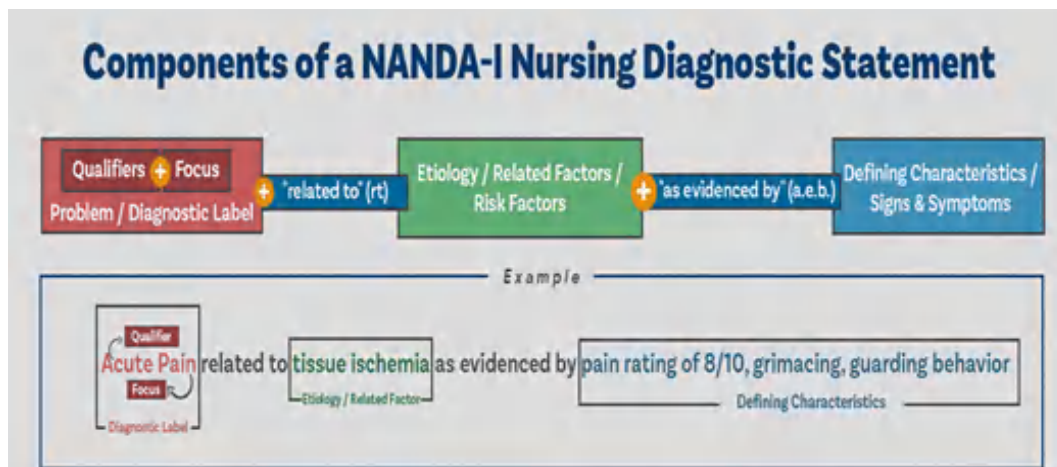 Components of a NANDA-I Nursing Diagnostic Statement
Qualifiers + Focus
Problem / Diagnostic Label
+ "related to" (rt)
Etiology / Related Factors /
Risk Factors
+ "as evidenced by" (a.e.b.)
Defining Characteristics /
Signs & Symptoms
Example
Qualifier
Acute Pain related to tissue ischemia as evidenced by pain rating of 8/10, grimacing, guarding behavior
Focus
Etiology / Related Factor
Defining Characteristics
Diagnostic Label